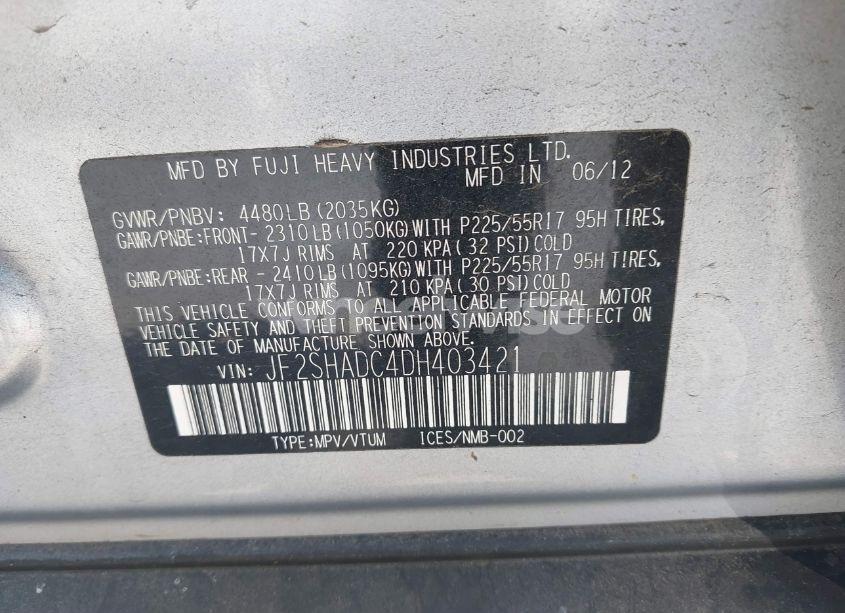 MFD BY FUJI HEAVY INDUSTRIES LTD.
MFD IN 06/12
GVWR/PNBV: 4480LB(2035KG)
GAWR/PNBE:FRONT- 2310LB(1050KG)WITH P225/55R17 95H TIRES,
17X7J RIMS AT 220 KPA(32 PSI)COLD
GAWR/PNBE:REAR - 2410LB(1095KG)WITH P225/55R17 95H TIRES,
17X7J RIMS AT 210 KPA(30 PSI)COLD
THIS VEHICLE CONFORMS TO ALL APPLICABLE FEDERAL MOTOR
VEHICLE SAFETY AND THEFT PREVENTION STANDARDS IN EFFECT ON
THE DATE OF MANUFACTURE SHOWN ABOVE.
VIN: JF2SHADC4DH403421
TYPE:MPV/VTUM ICES/NMB-002